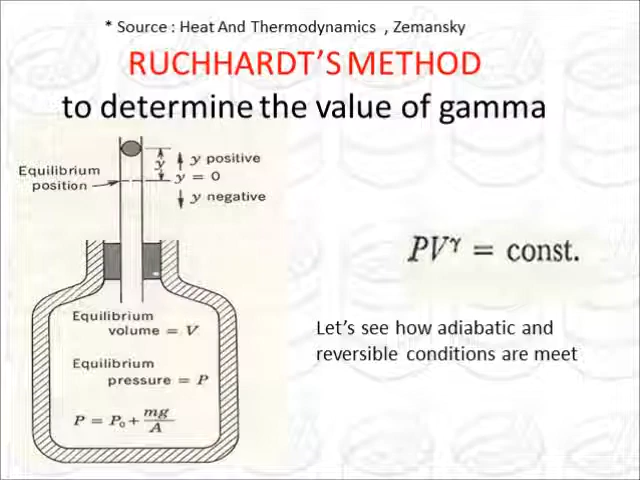 * Source : Heat And Thermodynamics , Zemansky
RUCHHARDT'S METHOD
to determine the value of gamma
Equilibrium
position
y
y positive
y = 0
y negative
PVᵞ = const.
Equilibrium
volume = V
Equilibrium
pressure = P
P = P₀ + mg/A
Let's see how adiabatic and
reversible conditions are meet